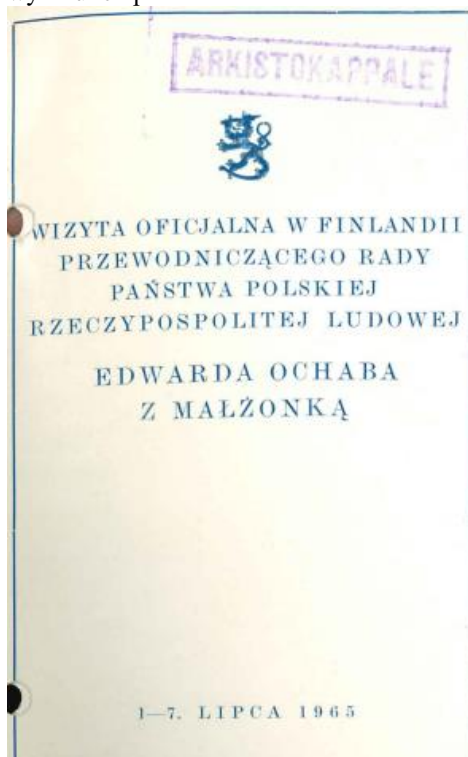 ARKISTOKAPPALE
WIZYTA OFICJALNA W FINLANDII
PRZEWODNICZĄCEGO RADY
PAŃSTWA POLSKIEJ
RZECZYPOSPOLITEJ LUDOWEJ
EDWARDA OCHABA
Z MAŁŻONKĄ
1—7. LIPCA 1965